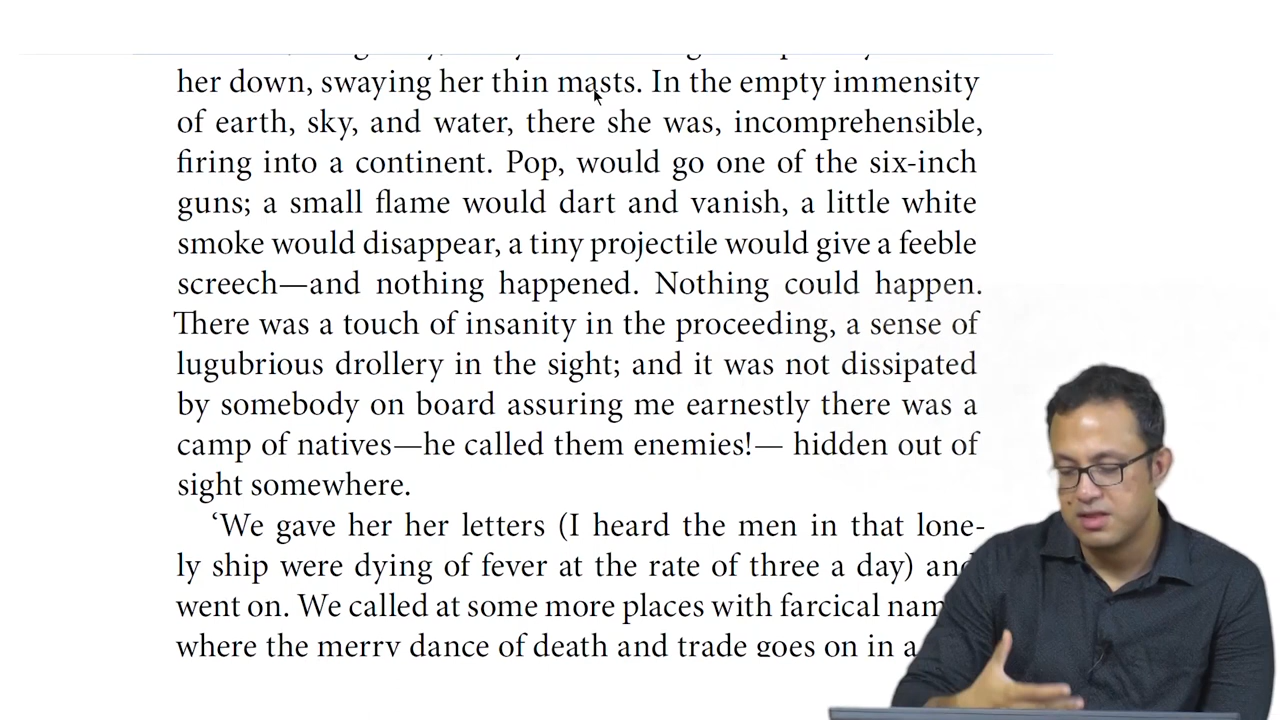 her down, swaying her thin masts. In the empty immensity
of earth, sky, and water, there she was, incomprehensible,
firing into a continent. Pop, would go one of the six-inch
guns; a small flame would dart and vanish, a little white
smoke would disappear, a tiny projectile would give a feeble
screech—and nothing happened. Nothing could happen.
There was a touch of insanity in the proceeding, a sense of
lugubrious drollery in the sight; and it was not dissipated
by somebody on board assuring me earnestly there was a
camp of natives—he called them enemies!— hidden out of
sight somewhere.
‘We gave her her letters (I heard the men in that lone-
ly ship were dying of fever at the rate of three a day) and
went on. We called at some more places with farcical nam
where the merry dance of death and trade goes on in a